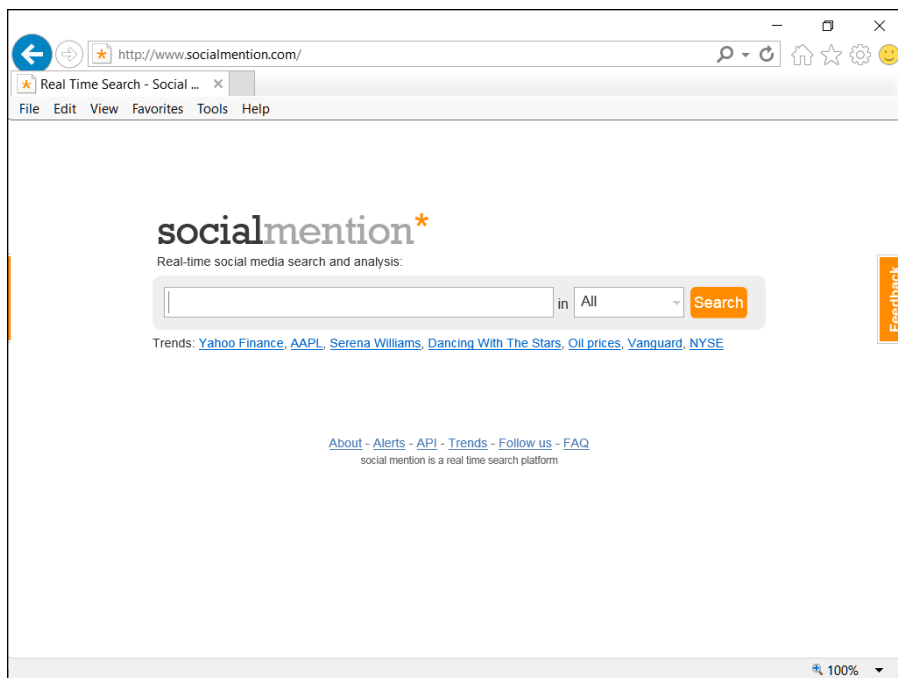 http://www.socialmention.com/
Real Time Search - Social ...
File Edit View Favorites Tools Help
socialmention*
Real-time social media search and analysis:
in All Search
Feedback
Trends: Yahoo Finance, AAPL, Serena Williams, Dancing With The Stars, Oil prices, Vanguard, NYSE
About - Alerts - API - Trends - Follow us - FAQ
social mention is a real time search platform
100%